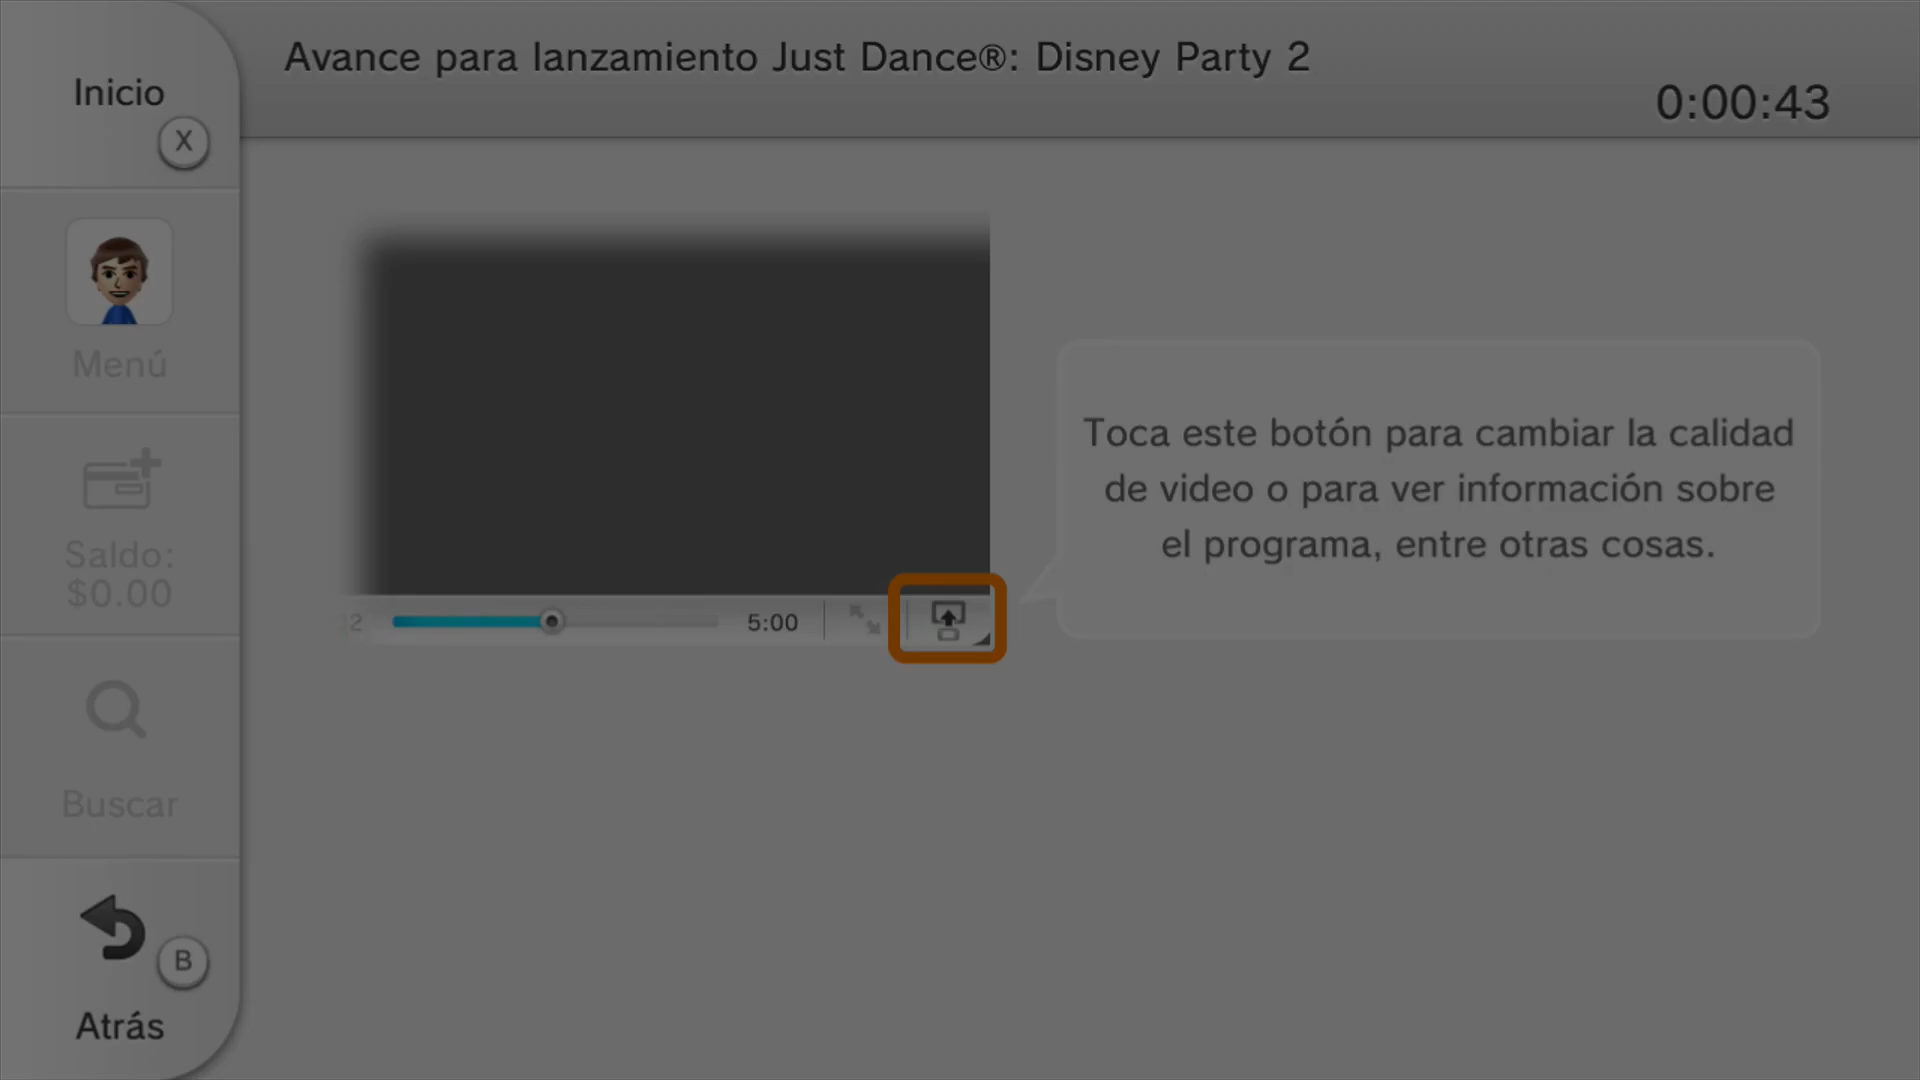 Avance para lanzamiento Just Dance®: Disney Party 2
0:00:43
Inicio
X
Menú
Saldo:
$0.00
Buscar
B
Atrás
Toca este botón para cambiar la calidad
de video o para ver información sobre
el programa, entre otras cosas.
2
5:00